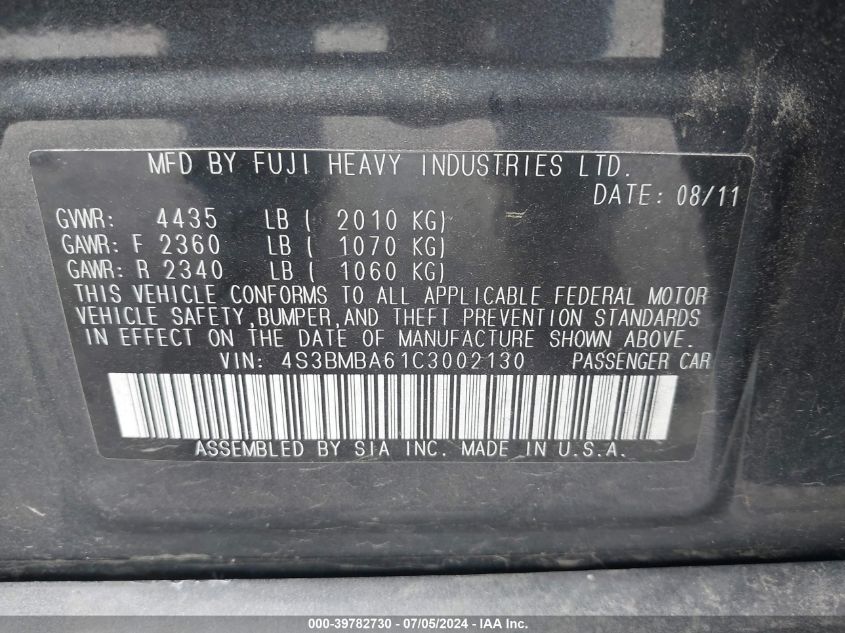 MFD BY FUJI HEAVY INDUSTRIES LTD.
DATE: 08/11
GVWR: 4435 LB ( 2010 KG)
GAWR: F 2360 LB ( 1070 KG)
GAWR: R 2340 LB ( 1060 KG)
THIS VEHICLE CONFORMS TO ALL APPLICABLE FEDERAL MOTOR
VEHICLE SAFETY,BUMPER,AND THEFT PREVENTION STANDARDS
IN EFFECT ON THE DATE OF MANUFACTURE SHOWN ABOVE.
VIN: 4S3BMBA61C3002130 PASSENGER CAR
ASSEMBLED BY SIA INC. MADE IN U.S.A.
000-39782730 - 07/05/2024 - IAA Inc.